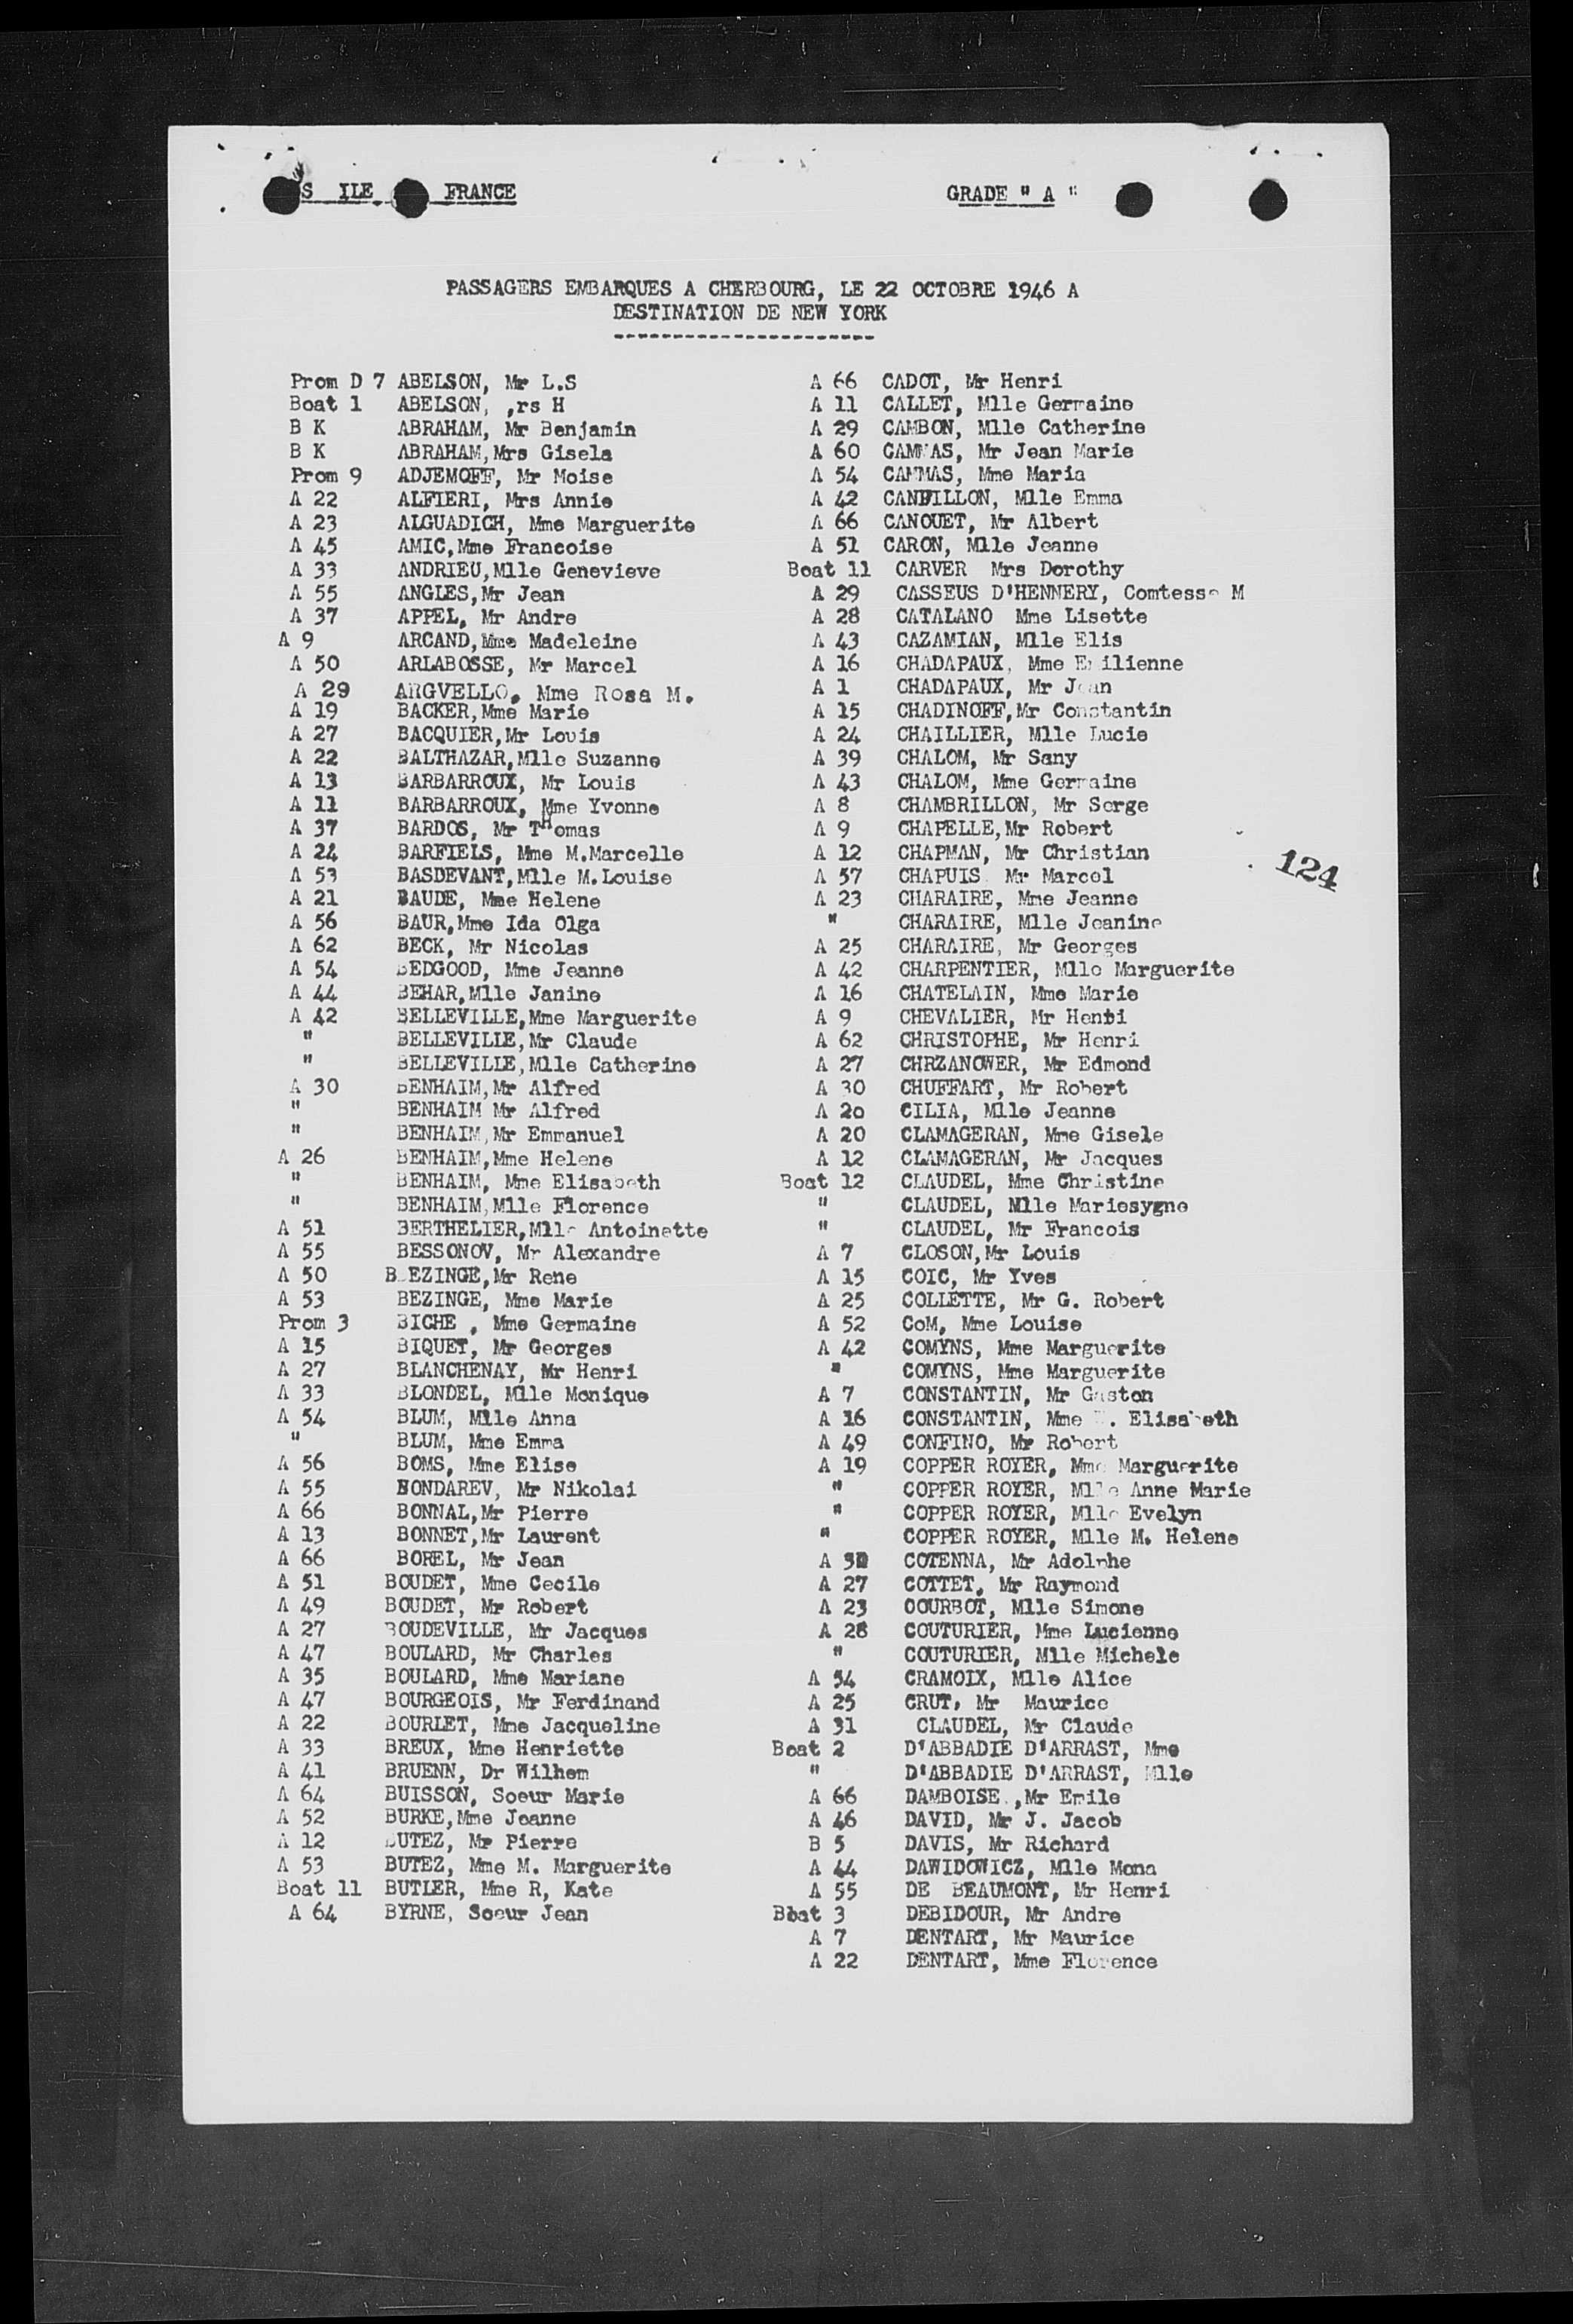 S ILE FRANCE
GRADE " A "
PASSAGERS EMBARQUES A CHERBOURG, LE 22 OCTOBRE 1946 A
DESTINATION DE NEW YORK
----------------------
Prom D 7 ABELSON, Mr L.S
Boat 1 ABELSON, ,rs H
B K ABRAHAM, Mr Benjamin
B K ABRAHAM,Mrs Gisela
Prom 9 ADJEMOFF, Mr Moise
A 22 ALFIERI, Mrs Annie
A 23 ALGUADICH, Mme Marguerite
A 45 AMIC,Mme Francoise
A 33 ANDRIEU,Mlle Genevieve
A 55 ANGLES,Mr Jean
A 37 APPEL, Mr Andre
A 9 ARCAND,Mme Madeleine
A 50 ARLABOSSE, Mr Marcel
A 29 ARGVELLO, Mme Rosa M.
A 19 BACKER,Mme Marie
A 27 BACQUIER,Mr Louis
A 22 BALTHAZAR,Mlle Suzanne
A 13 BARBARROUX, Mr Louis
A 11 BARBARROUX, Mme Yvonne
A 37 BARDOS, Mr THomas
A 24 BARFIELS, Mme M.Marcelle
A 53 BASDEVANT,Mlle M.Louise
A 21 BAUDE, Mme Helene
A 56 BAUR,Mme Ida Olga
A 62 BECK, Mr Nicolas
A 54 BEDGOOD, Mme Jeanne
A 44 BEHAR,Mlle Janine
A 42 BELLEVILLE,Mme Marguerite
" BELLEVILLE,Mr Claude
" BELLEVILLE,Mlle Catherine
A 30 BENHAIM,Mr Alfred
" BENHAIM Mr Alfred
" BENHAIM,Mr Emmanuel
A 26 BENHAIM,Mme Helene
" BENHAIM, Mme Elisabeth
" BENHAIM,Mlle Florence
A 51 BERTHELIER,Mlle Antoinette
A 55 BESSONOV, Mr Alexandre
A 50 B EZINGE,Mr Rene
A 53 BEZINGE, Mme Marie
Prom 3 BICHE , Mme Germaine
A 15 BIQUET, Mr Georges
A 27 BLANCHENAY, Mr Henri
A 33 BLONDEL, Mlle Monique
A 54 BLUM, Mlle Anna
" BLUM, Mme Emma
A 56 BOMS, Mme Elise
A 55 BONDAREV, Mr Nikolai
A 66 BONNAL,Mr Pierre
A 13 BONNET,Mr Laurent
A 66 BOREL, Mr Jean
A 51 BOUDET, Mme Cecile
A 49 BOUDET, Mr Robert
A 27 BOUDEVILLE, Mr Jacques
A 47 BOULARD, Mr Charles
A 35 BOULARD, Mme Mariane
A 47 BOURGEOIS, Mr Ferdinand
A 22 BOURLET, Mme Jacqueline
A 33 BREUX, Mme Henriette
A 41 BRUENN, Dr Wilhem
A 64 BUISSON, Soeur Marie
A 52 BURKE,Mme Jeanne
A 12 BUTEZ, Mr Pierre
A 53 BUTEZ, Mme M. Marguerite
Boat 11 BUTLER, Mme R, Kate
A 64 BYRNE, Soeur Jean
A 66 CADOT, Mr Henri
A 11 CALLET, Mlle Germaine
A 29 CAMBON, Mlle Catherine
A 60 CAMMAS, Mr Jean Marie
A 54 CAMMAS, Mme Maria
A 42 CANFILLON, Mlle Emma
A 66 CANOUET, Mr Albert
A 51 CARON, Mlle Jeanne
Boat 11 CARVER Mrs Dorothy
A 29 CASSEUS D'HENNERY, Comtesse M
A 28 CATALANO Mme Lisette
A 43 CAZAMIAN, Mlle Elis
A 16 CHADAPAUX, Mme Emilienne
A 1 CHADAPAUX, Mr Jean
A 15 CHADINOFF,Mr Constantin
A 24 CHAILLIER, Mlle Lucie
A 39 CHALOM, Mr Sany
A 43 CHALOM, Mme Germaine
A 8 CHAMBRILLON, Mr Serge
A 9 CHAPELLE,Mr Robert
A 12 CHAPMAN, Mr Christian
A 57 CHAPUIS Mr Marcel
A 23 CHARAIRE, Mme Jeanne
" CHARAIRE, Mlle Jeanine
A 25 CHARAIRE, Mr Georges
A 42 CHARPENTIER, Mlle Marguerite
A 16 CHATELAIN, Mme Marie
A 9 CHEVALIER, Mr Henri
A 62 CHRISTOPHE, Mr Henri
A 27 CHRZANOWER, Mr Edmond
A 30 CHUFFART, Mr Robert
A 2o CILIA, Mlle Jeanne
A 20 CLAMAGERAN, Mme Gisele
A 12 CLAMAGERAN, Mr Jacques
Boat 12 CLAUDEL, Mme Christine
" CLAUDEL, Mlle Mariesygne
" CLAUDEL, Mr Francois
A 7 CLOSON,Mr Louis
A 15 COIC, Mr Yves
A 25 COLLETTE, Mr G. Robert
A 52 CoM, Mme Louise
A 42 COMYNS, Mme Marguerite
" COMYNS, Mme Marguerite
A 7 CONSTANTIN, Mr Gaston
A 16 CONSTANTIN, Mme . Elisabeth
A 49 CONFINO, Mr Robert
A 19 COPPER ROYER, Mme Marguerite
" COPPER ROYER, Mlle Anne Marie
" COPPER ROYER, Mlle Evelyn
" COPPER ROYER, Mlle M. Helene
A COTENNA, Mr Adolphe
A 27 COTTET, Mr Raymond
A 23 OOURBOT, Mlle Simone
A 28 COUTURIER, Mme Lucienne
" COUTURIER, Mlle Michele
A 54 CRAMOIX, Mlle Alice
A 25 CRUT, Mr Maurice
A 31 CLAUDEL, Mr Claude
Boat 2 D'ABBADIE D'ARRAST, Mme
" D'ABBADIE D'ARRAST, Mlle
A 66 DAMBOISE ,Mr Emile
A 46 DAVID, Mr J. Jacob
B 5 DAVIS, Mr Richard
A 44 DAWIDOWICZ, Mlle Mona
A 55 DE BEAUMONT, Mr Henri
Boat 3 DEBIDOUR, Mr Andre
A 7 DENTART, Mr Maurice
A 22 DENTART, Mme Florence
124